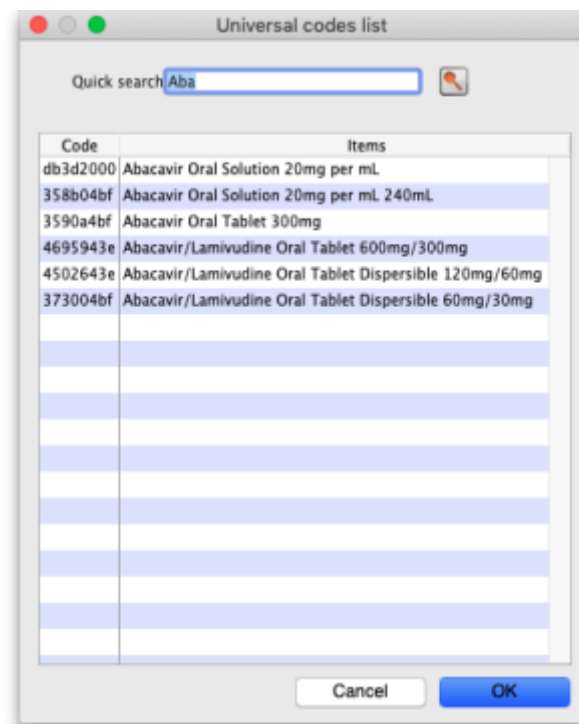 Universal codes list
Quick search Aba
Code Items
db3d2000 Abacavir Oral Solution 20mg per mL
358b04bf Abacavir Oral Solution 20mg per mL 240mL
3590a4bf Abacavir Oral Tablet 300mg
4695943e Abacavir/Lamivudine Oral Tablet 600mg/300mg
4502643e Abacavir/Lamivudine Oral Tablet Dispersible 120mg/60mg
373004bf Abacavir/Lamivudine Oral Tablet Dispersible 60mg/30mg
Cancel OK